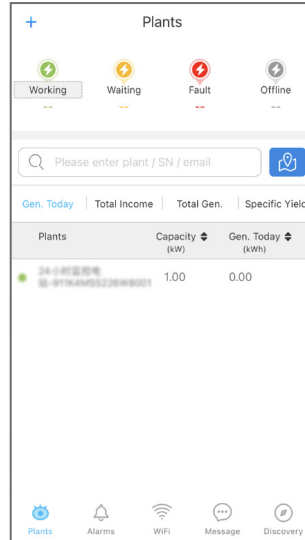 + Plants
Working Waiting Fault Offline
-- -- -- --
Please enter plant / SN / email
Gen. Today | Total Income | Total Gen. | Specific Yield
Plants Capacity Gen. Today
(kW) (kWh)
1.00 0.00
Plants Alarms WiFi Message Discovery